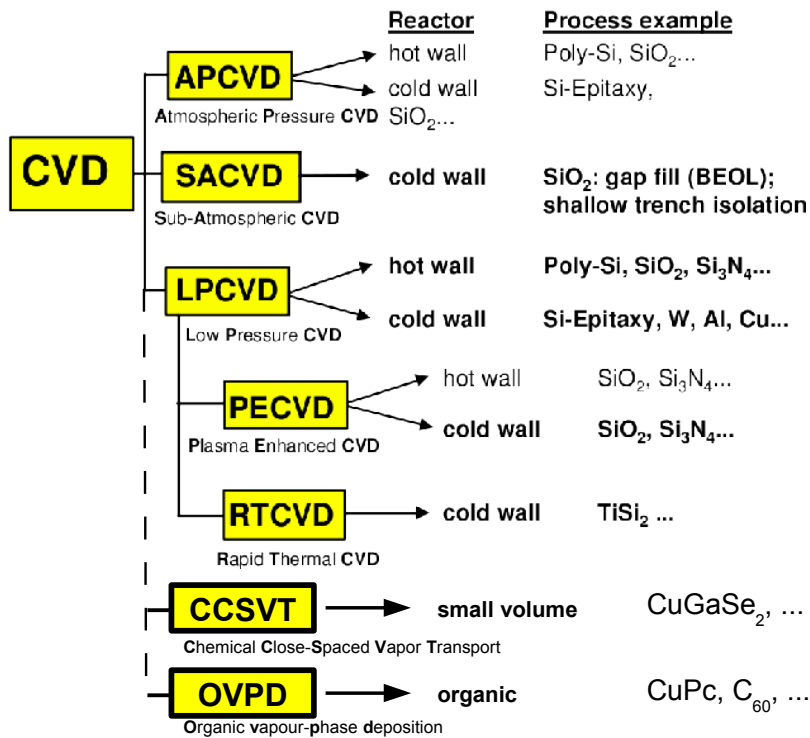 Reactor Process example
APCVD hot wall Poly-Si, SiO₂...
cold wall Si-Epitaxy,
Atmospheric Pressure CVD SiO₂...
CVD
SACVD cold wall SiO₂: gap fill (BEOL);
shallow trench isolation
Sub-Atmospheric CVD
hot wall Poly-Si, SiO₂, Si₃N₄...
LPCVD
cold wall Si-Epitaxy, W, Al, Cu...
Low Pressure CVD
hot wall SiO₂, Si₃N₄...
PECVD
cold wall SiO₂, Si₃N₄...
Plasma Enhanced CVD
RTCVD cold wall TiSi₂ ...
Rapid Thermal CVD
CCSVT small volume CuGaSe₂, ...
Chemical Close-Spaced Vapor Transport
OVPD organic CuPc, C₆₀, ...
Organic vapour-phase deposition